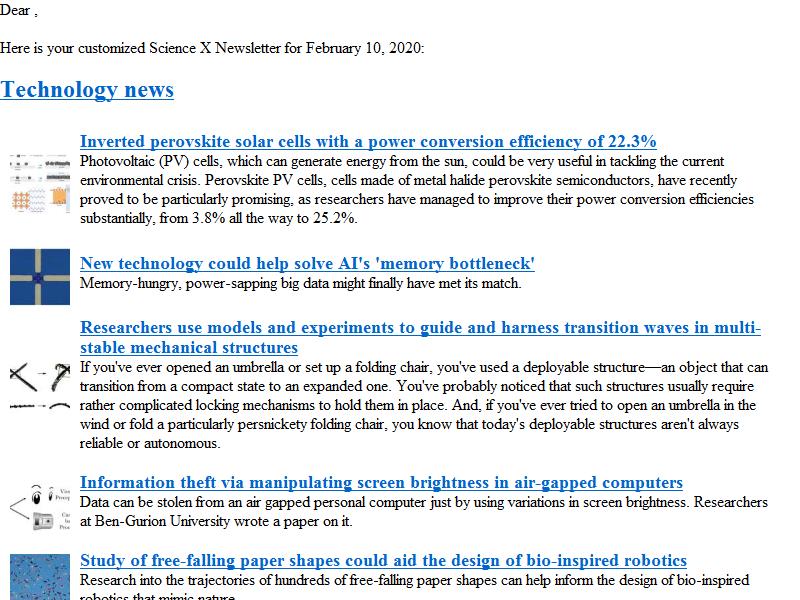 Dear ,
Here is your customized Science X Newsletter for February 10, 2020:
Technology news
Inverted perovskite solar cells with a power conversion efficiency of 22.3%
Photovoltaic (PV) cells, which can generate energy from the sun, could be very useful in tackling the current
environmental crisis. Perovskite PV cells, cells made of metal halide perovskite semiconductors, have recently
proved to be particularly promising, as researchers have managed to improve their power conversion efficiencies
substantially, from 3.8% all the way to 25.2%.
New technology could help solve AI's 'memory bottleneck'
Memory-hungry, power-sapping big data might finally have met its match.
Researchers use models and experiments to guide and harness transition waves in multi-
stable mechanical structures
If you've ever opened an umbrella or set up a folding chair, you've used a deployable structure—an object that can
transition from a compact state to an expanded one. You've probably noticed that such structures usually require
rather complicated locking mechanisms to hold them in place. And, if you've ever tried to open an umbrella in the
wind or fold a particularly persnickety folding chair, you know that today's deployable structures aren't always
reliable or autonomous.
Information theft via manipulating screen brightness in air-gapped computers
Data can be stolen from an air gapped personal computer just by using variations in screen brightness. Researchers
at Ben-Gurion University wrote a paper on it.
Study of free-falling paper shapes could aid the design of bio-inspired robotics
Research into the trajectories of hundreds of free-falling paper shapes can help inform the design of bio-inspired
robotics that mimic nature.